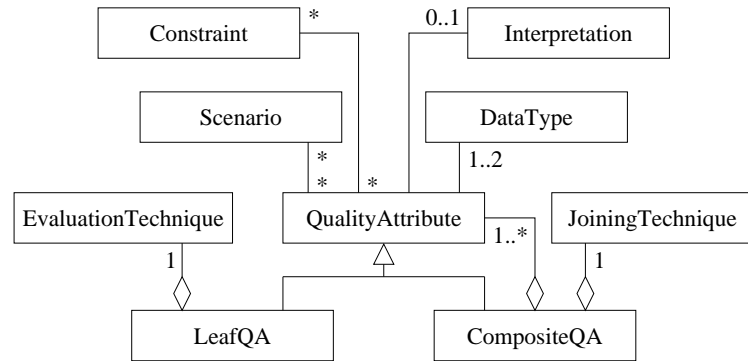 Constraint
*
0..1
Interpretation
Scenario
DataType
*
1..2
*
*
EvaluationTechnique
QualityAttribute
JoiningTechnique
1
1..*
1
LeafQA
CompositeQA